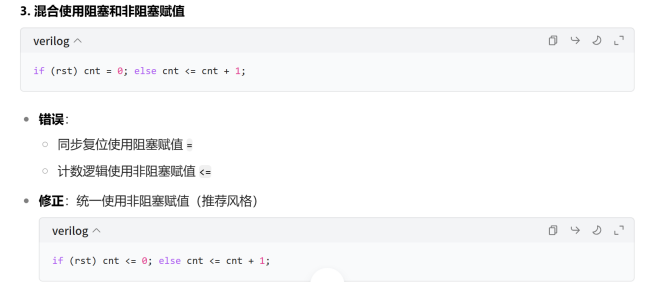 3. 混合使用阻塞和非阻塞赋值
verilog
if (rst) cnt = 0; else cnt <= cnt + 1;
错误：
同步复位使用阻塞赋值 =
计数逻辑使用非阻塞赋值 <=
修正：统一使用非阻塞赋值（推荐风格）
verilog
if (rst) cnt <= 0; else cnt <= cnt + 1;